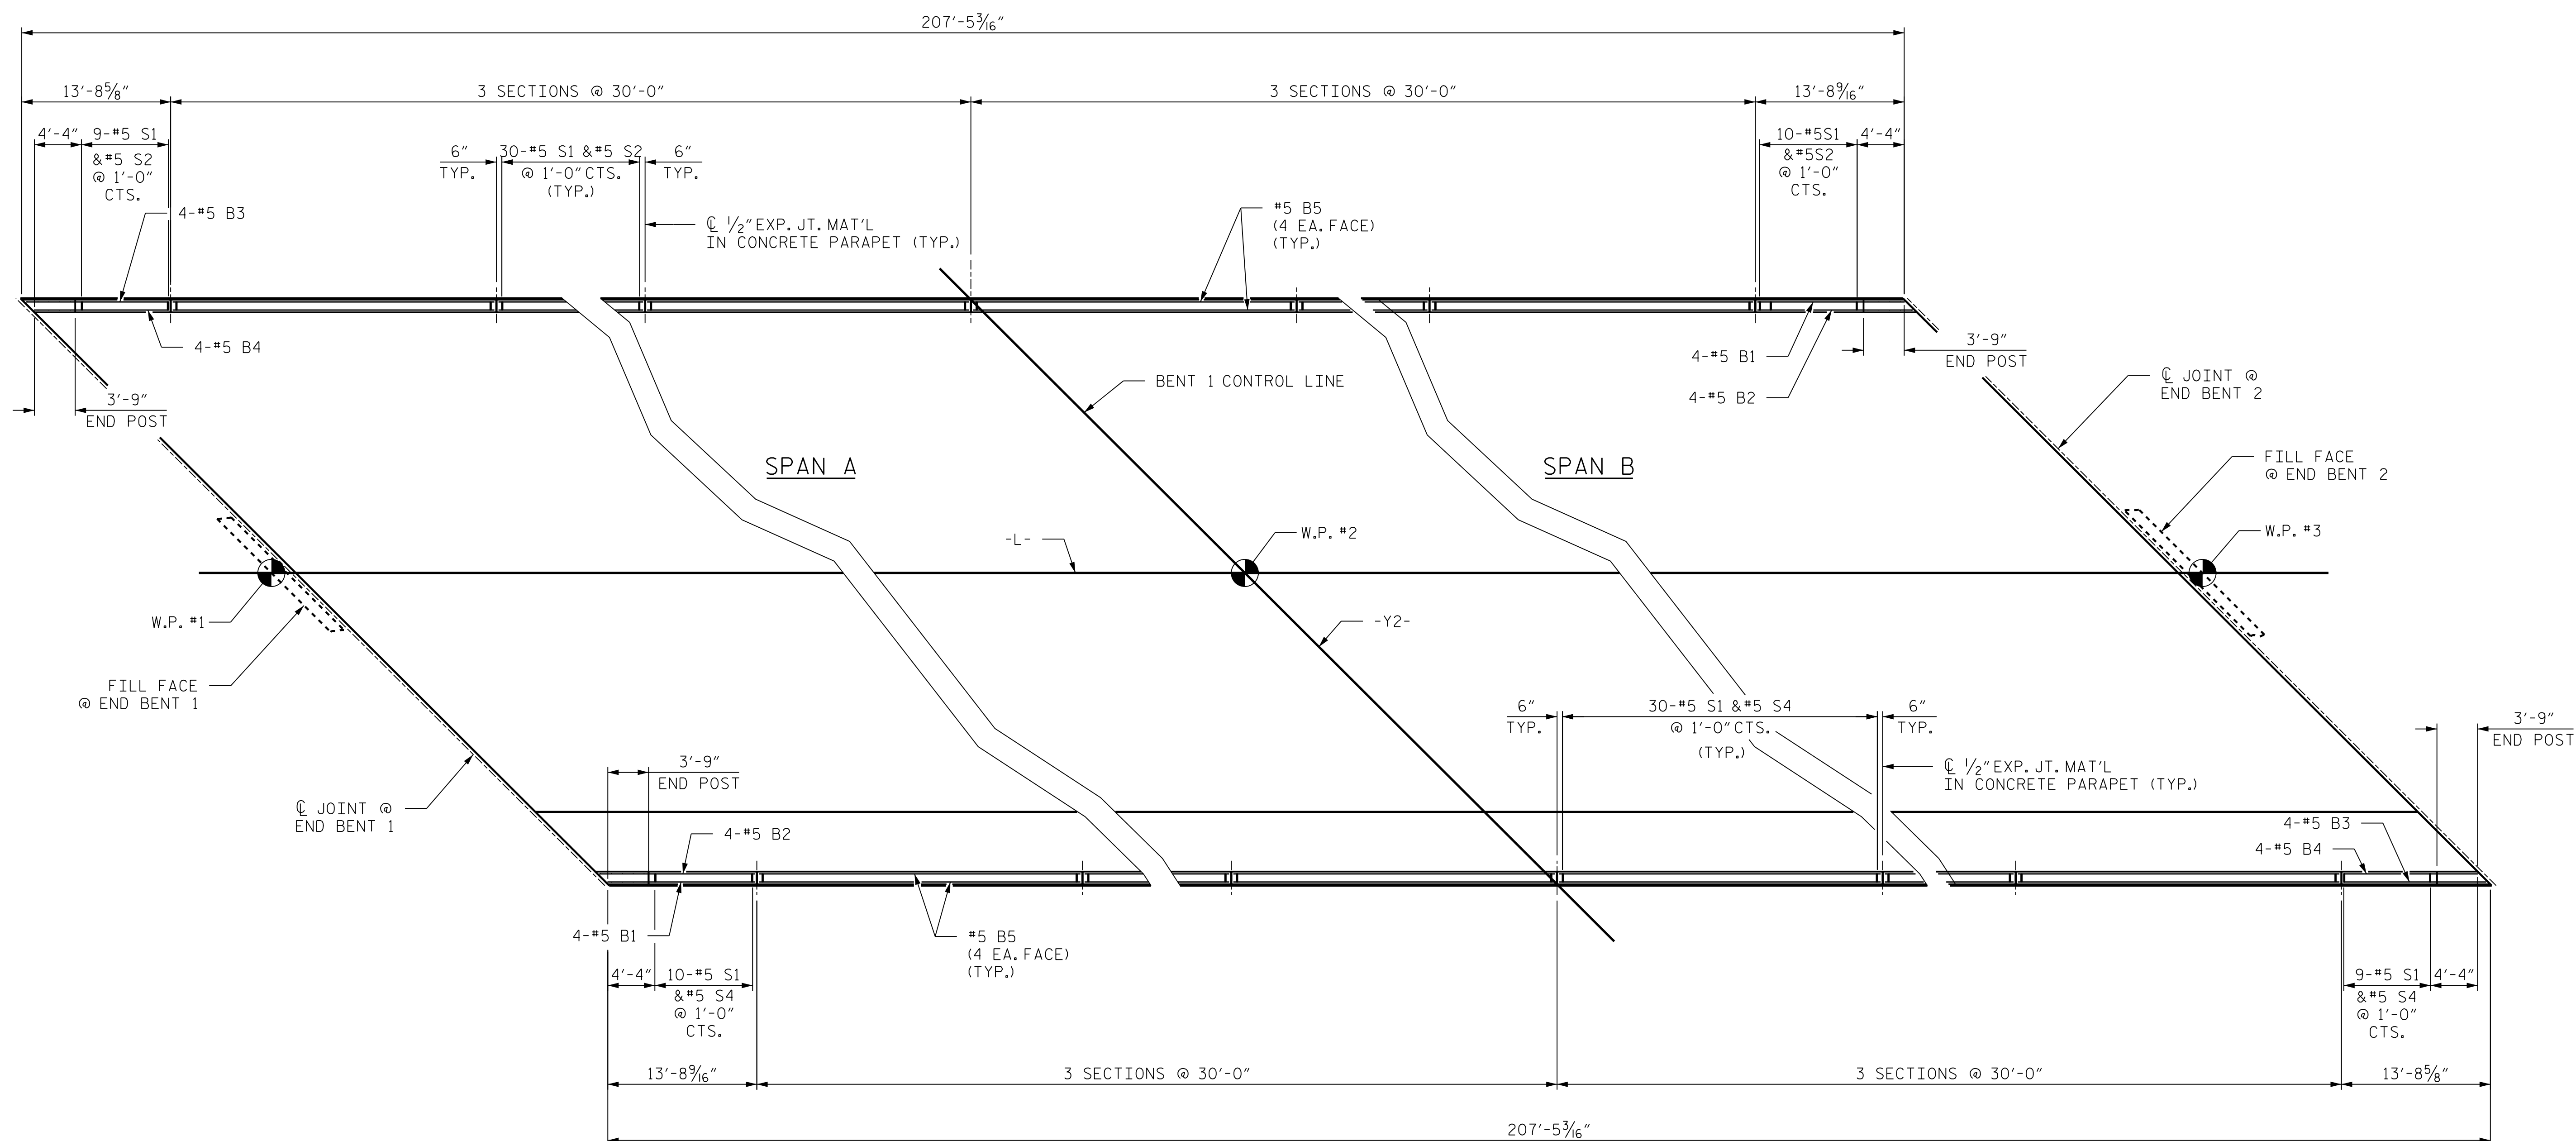 207'-5 3/16"
13'-8 5/8"
3 SECTIONS @ 30'-0"
3 SECTIONS @ 30'-0"
13'-8 9/16"
4'-4"
9-#5 S1
&#5 S2
@ 1'-0"
CTS.
6"
TYP.
30-#5 S1 &#5 S2
@ 1'-0" CTS.
(TYP.)
6"
TYP.
10-#5S1
&#5S2
@ 1'-0"
CTS.
4'-4"
4-#5 B3
℄ 1/2" EXP. JT. MAT'L
IN CONCRETE PARAPET (TYP.)
#5 B5
(4 EA. FACE)
(TYP.)
4-#5 B4
3'-9"
END POST
BENT 1 CONTROL LINE
4-#5 B1
4-#5 B2
3'-9"
END POST
℄ JOINT @
END BENT 2
SPAN A
SPAN B
FILL FACE
@ END BENT 2
-L-
W.P. #2
W.P. #3
W.P. #1
-Y2-
FILL FACE
@ END BENT 1
6"
TYP.
30-#5 S1 &#5 S4
@ 1'-0" CTS.
(TYP.)
6"
TYP.
3'-9"
END POST
3'-9"
END POST
℄ 1/2" EXP. JT. MAT'L
IN CONCRETE PARAPET (TYP.)
℄ JOINT @
END BENT 1
4-#5 B2
4-#5 B3
4-#5 B4
4-#5 B1
#5 B5
(4 EA. FACE)
(TYP.)
4'-4"
10-#5 S1
&#5 S4
@ 1'-0"
CTS.
9-#5 S1
&#5 S4
@ 1'-0"
CTS.
4'-4"
13'-8 9/16"
3 SECTIONS @ 30'-0"
3 SECTIONS @ 30'-0"
13'-8 5/8"
207'-5 3/16"